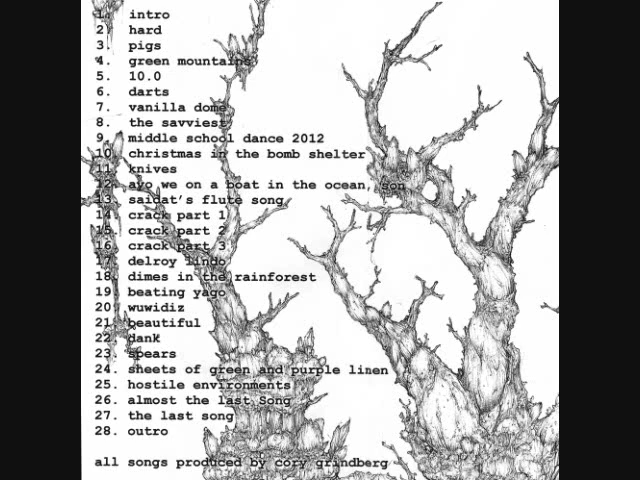 1. intro
2. hard
3. pigs
4. green mountains
5. 10.0
6. darts
7. vanilla dome
8. the savviest
9. middle school dance 2012
10. christmas in the bomb shelter
11. knives
12. ayo we on a boat in the ocean, son
13. saidat's flute song
14. crack part 1
15. crack part 2
16. crack part 3
17. delroy lindo
18. dimes in the rainforest
19. beating yago
20. wuwidiz
21. beautiful
22. dank
23. spears
24. sheets of green and purple linen
25. hostile environments
26. almost the last Song
27. the last song
28. outro
all songs produced by cory grindberg